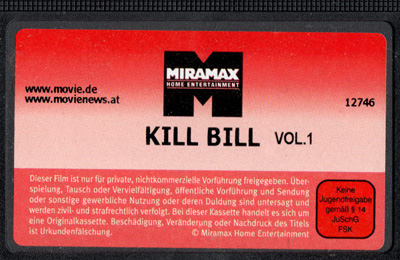 MIRAMAX
HOME ENTERTAINMENT
www.movie.de
www.movienews.at
12746
KILL BILL VOL.1
Dieser Film ist nur für private, nichtkommerzielle Vorführung freigegeben. Über-
spielung, Tausch oder Vervielfältigung, öffentliche Vorführung und Sendung
oder sonstige gewerbliche Nutzung oder deren Duldung sind untersagt und
werden zivil- und strafrechtlich verfolgt. Bei dieser Kassette handelt es sich um
eine Originalkassette. Beschädigung, Veränderung oder Nachdruck des Titels
ist Urkundenfälschung.
© Miramax Home Entertainment
Keine
Jugendfreigabe
gemäß § 14
JuSchG
FSK